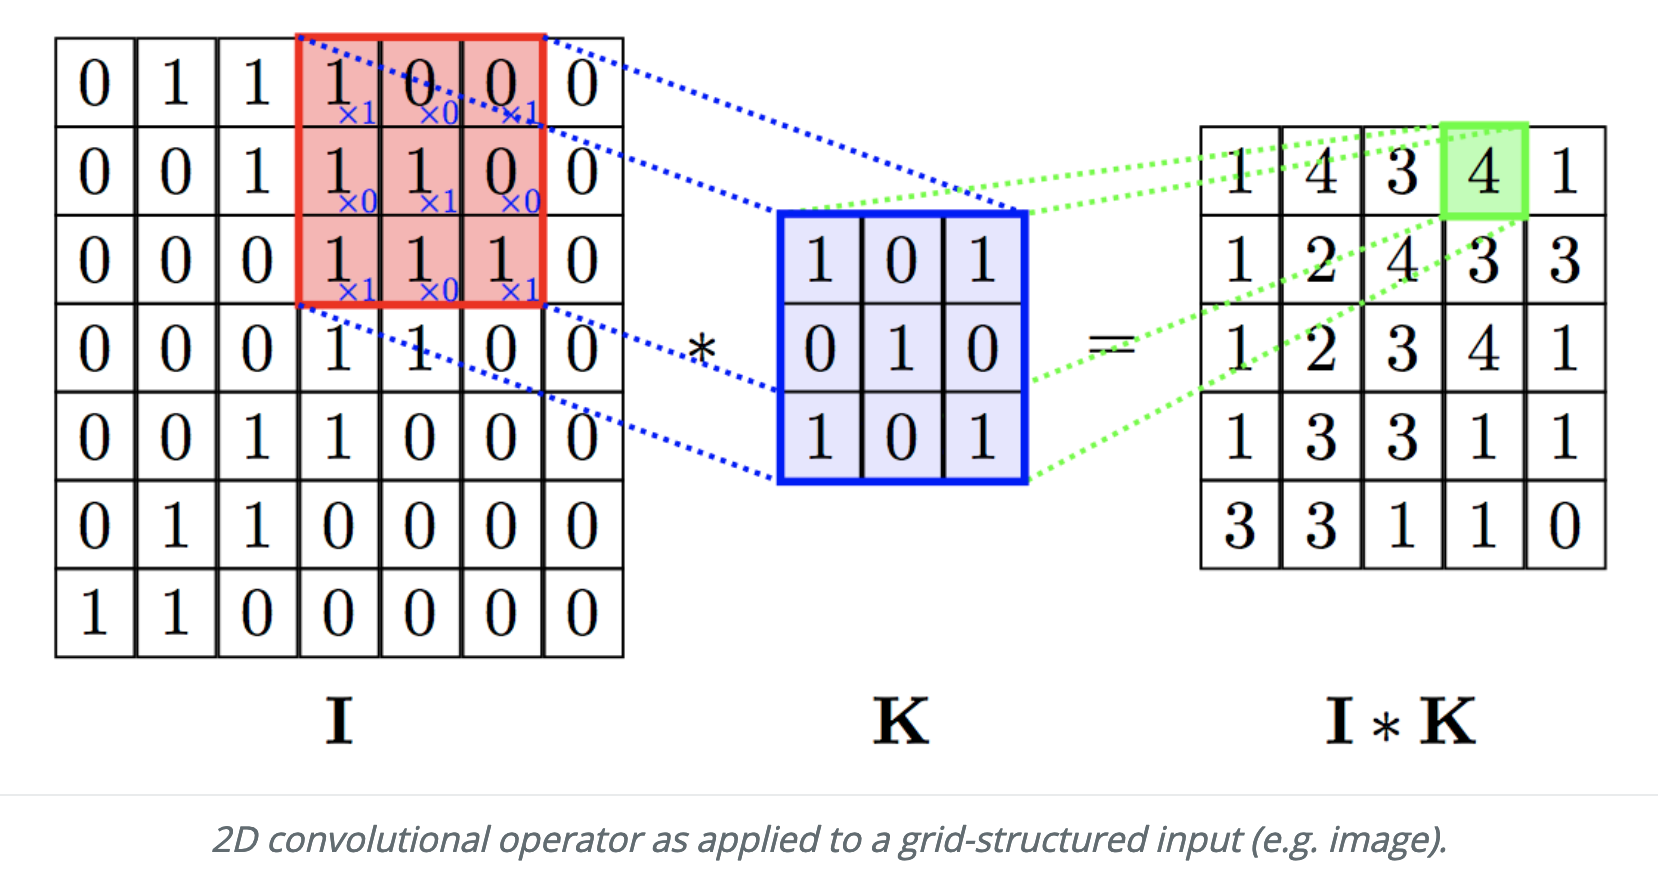 0 1 1 1 0 0 0
×1 ×0 ×1
0 0 1 1 1 0 0
×0 ×1 ×0
0 0 0 1 1 1 0
×1 ×0 ×1
0 0 0 1 1 0 0
0 0 1 1 0 0 0
0 1 1 0 0 0 0
1 1 0 0 0 0 0
I
*
1 0 1
0 1 0
1 0 1
K
=
1 4 3 4 1
1 2 4 3 3
1 2 3 4 1
1 3 3 1 1
3 3 1 1 0
I * K
2D convolutional operator as applied to a grid-structured input (e.g. image).